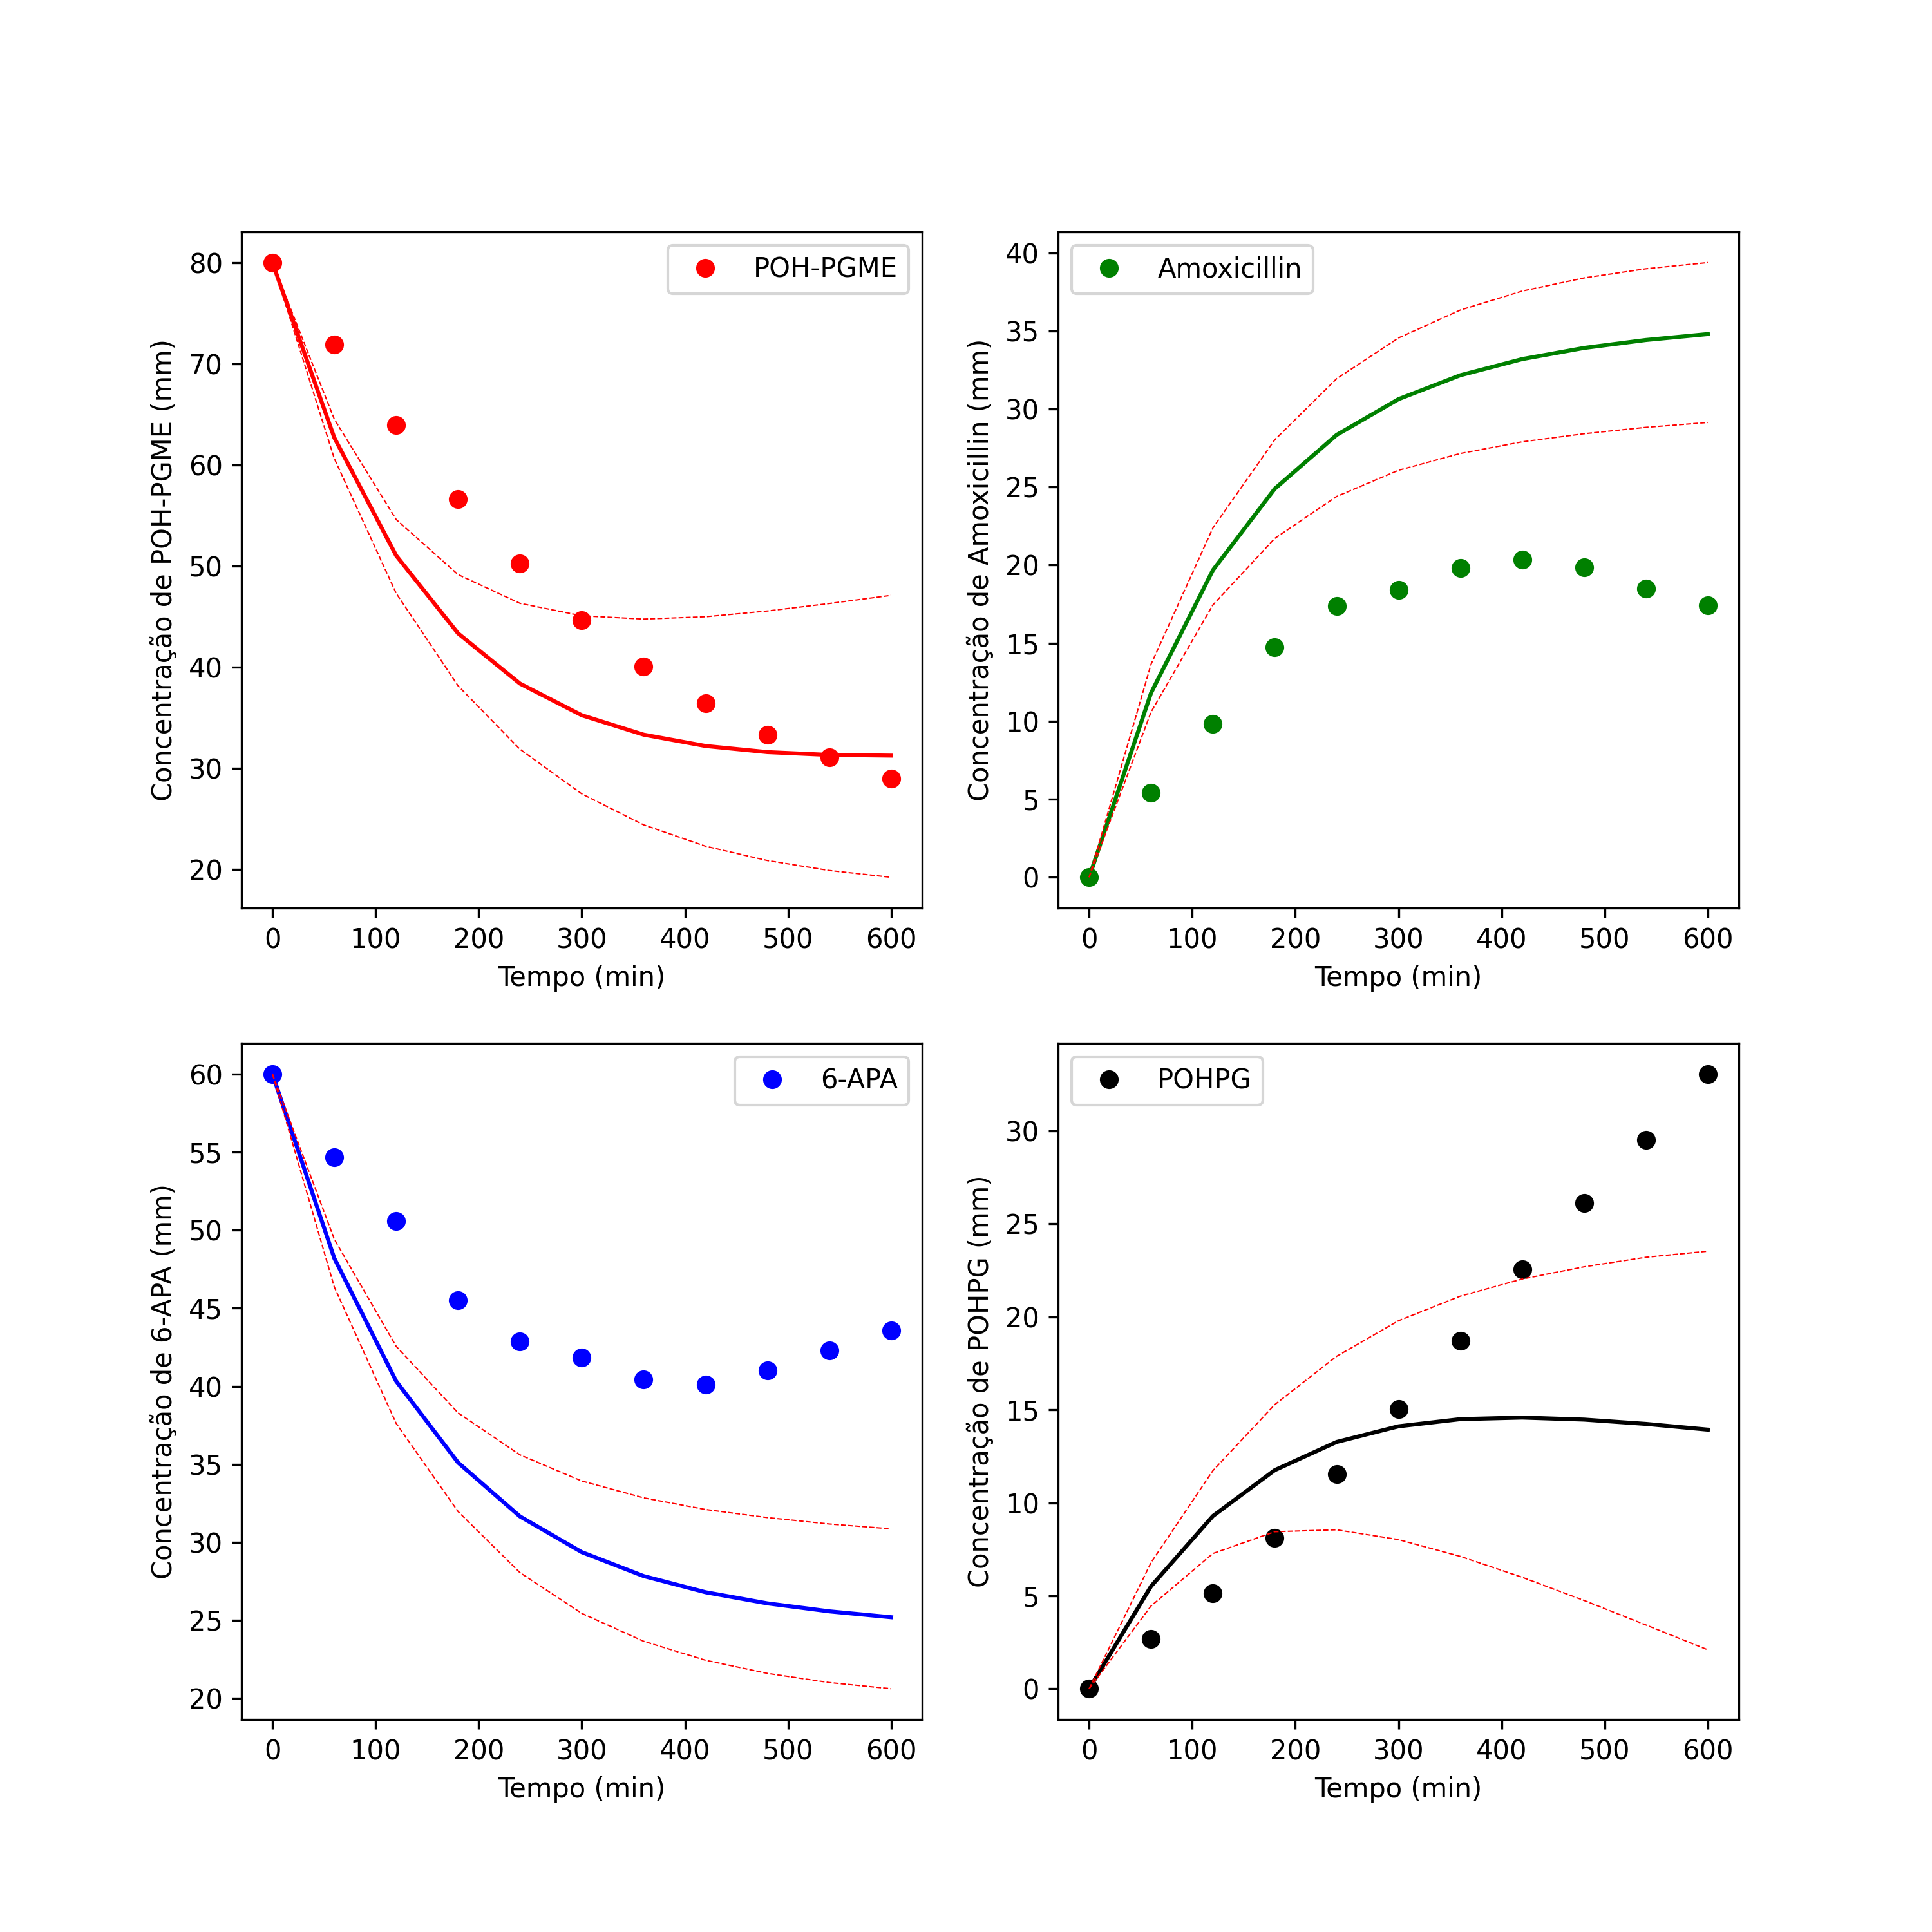 POH-PGME
Concentração de POH-PGME (mm)
80
70
60
50
40
30
20
0 100 200 300 400 500 600
Tempo (min)
Amoxicillin
Concentração de Amoxicillin (mm)
40
35
30
25
20
15
10
5
0
0 100 200 300 400 500 600
Tempo (min)
6-APA
Concentração de 6-APA (mm)
60
55
50
45
40
35
30
25
20
0 100 200 300 400 500 600
Tempo (min)
POHPG
Concentração de POHPG (mm)
30
25
20
15
10
5
0
0 100 200 300 400 500 600
Tempo (min)